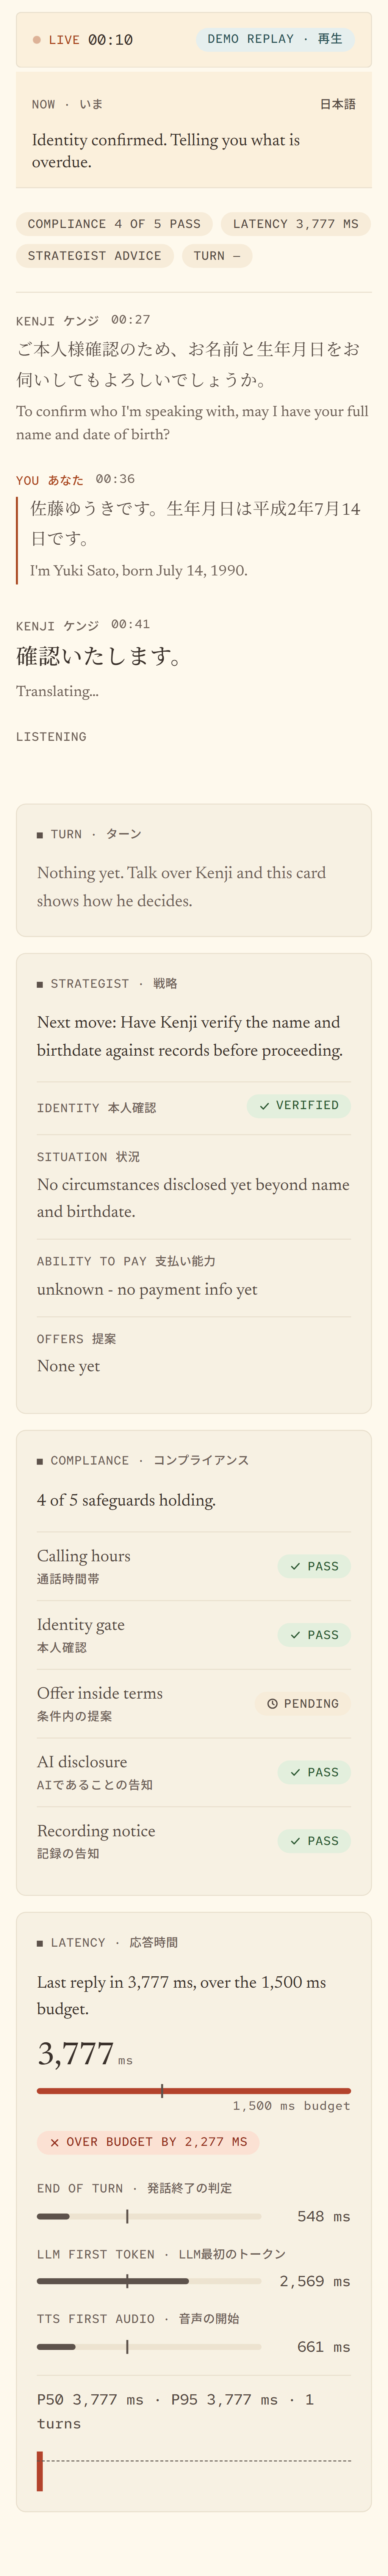 LIVE 00:10
DEMO REPLAY · 再生
NOW · いま
日本語
Identity confirmed. Telling you what is
overdue.
COMPLIANCE 4 OF 5 PASS
LATENCY 3,777 MS
STRATEGIST ADVICE
TURN —
KENJI ケンジ 00:27
ご本人様確認のため、お名前と生年月日をお
伺いしてもよろしいでしょうか。
To confirm who I'm speaking with, may I have your full
name and date of birth?
YOU あなた 00:36
佐藤ゆうきです。生年月日は平成2年7月14
日です。
I'm Yuki Sato, born July 14, 1990.
KENJI ケンジ 00:41
確認いたします。
Translating…
LISTENING
TURN · ターン
Nothing yet. Talk over Kenji and this card
shows how he decides.
STRATEGIST · 戦略
Next move: Have Kenji verify the name and
birthdate against records before proceeding.
IDENTITY 本人確認
VERIFIED
SITUATION 状況
No circumstances disclosed yet beyond name
and birthdate.
ABILITY TO PAY 支払い能力
unknown - no payment info yet
OFFERS 提案
None yet
COMPLIANCE · コンプライアンス
4 of 5 safeguards holding.
Calling hours
通話時間帯
PASS
Identity gate
本人確認
PASS
Offer inside terms
条件内の提案
PENDING
AI disclosure
AIであることの告知
PASS
Recording notice
記録の告知
PASS
LATENCY · 応答時間
Last reply in 3,777 ms, over the 1,500 ms
budget.
3,777 ms
1,500 ms budget
OVER BUDGET BY 2,277 MS
END OF TURN · 発話終了の判定
548 ms
LLM FIRST TOKEN · LLM最初のトークン
2,569 ms
TTS FIRST AUDIO · 音声の開始
661 ms
P50 3,777 ms · P95 3,777 ms · 1
turns